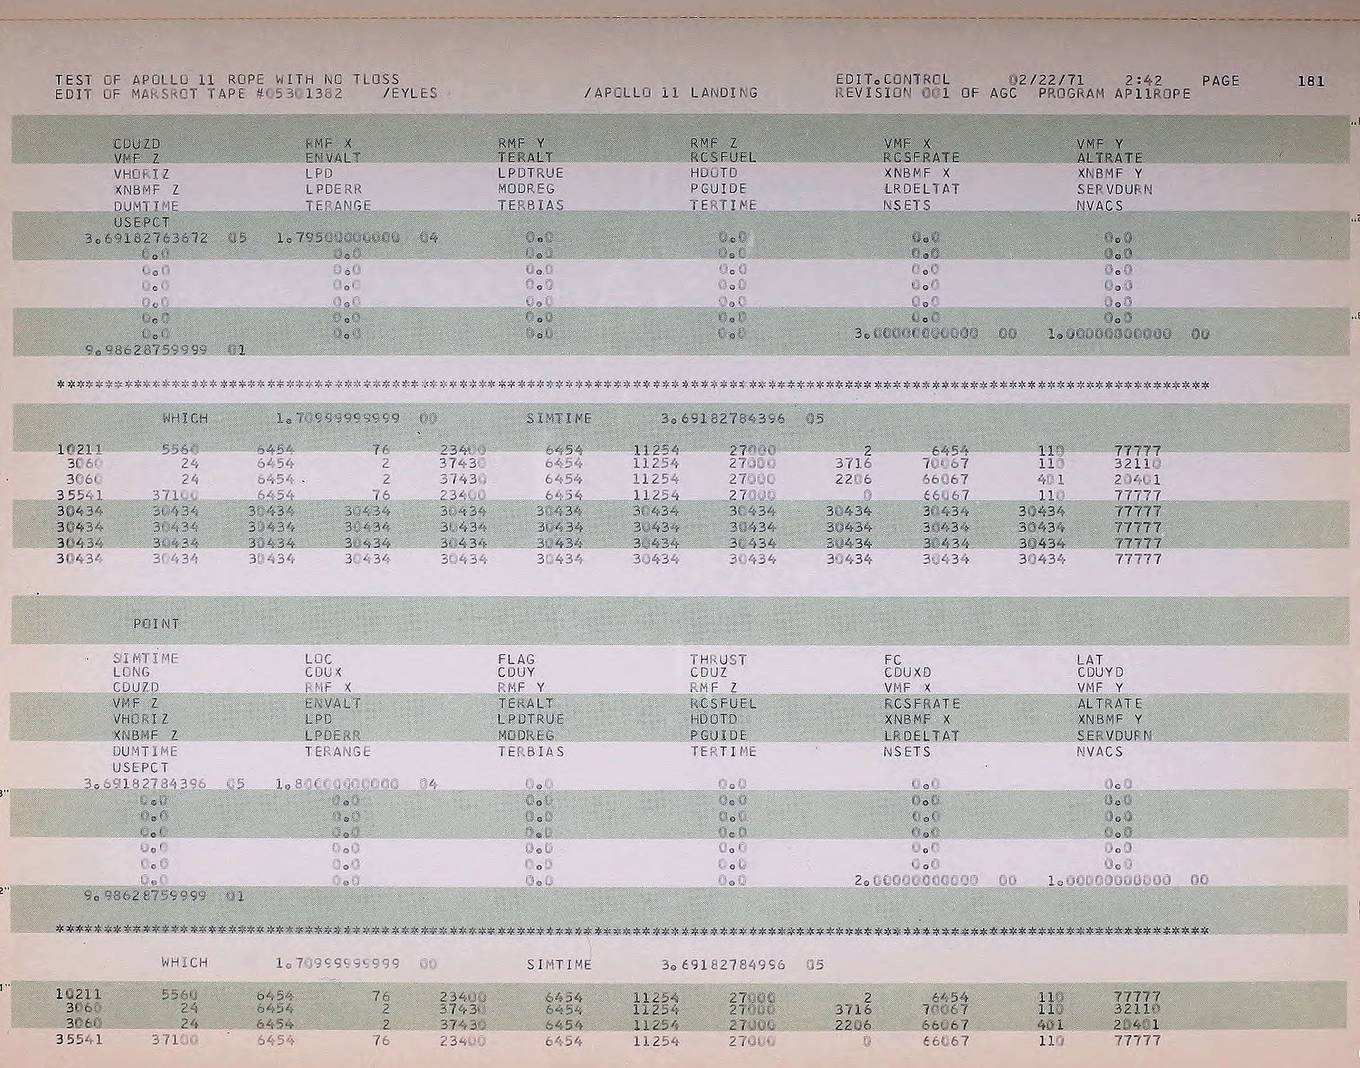 TEST OF APOLLO 11 ROPE WITH NO TLOSS EDIT.CONTROL 02/22/71 2:42 PAGE 181
EDIT OF MARSROT TAPE #05301382 /EYLES /APOLLO 11 LANDING REVISION 001 OF AGC PROGRAM AP11ROPE
CDUZD RMF X RMF Y RMF Z VMF X VMF Y
VMF Z ENVALT TERALT RCSFUEL RCSFRATE ALTRATE
VHORIZ LPD LPDTRUE HDOTD XNBMF X XNBMF Y
XNBMF Z LPDERR MODREG PGUIDE LRDELTAT SERVDURN
DUMTIME TERANGE TERBIAS TERTIME NSETS NVACS
USEPCT
3.69182763672 05 1.79500000000 04 0.0 0.0 0.0 0.0
0.0 0.0 0.0 0.0 0.0 0.0
0.0 0.0 0.0 0.0 0.0 0.0
0.0 0.0 0.0 0.0 0.0 0.0
0.0 0.0 0.0 0.0 0.0 0.0
0.0 0.0 0.0 0.0 0.0 0.0
0.0 0.0 0.0 0.0 3.00000000000 00 1.00000000000 00
9.98628759999 01
************************************************************************************************************************
WHICH 1.70999999999 00 SIMTIME 3.69182784396 05
10211 5560 6454 76 23400 6454 11254 27000 2 6454 110 77777
3060 24 6454 2 37430 6454 11254 27000 3716 70067 110 32110
3060 24 6454 2 37430 6454 11254 27000 2206 66067 401 20401
35541 37100 6454 76 23400 6454 11254 27000 0 66067 110 77777
30434 30434 30434 30434 30434 30434 30434 30434 30434 30434 30434 77777
30434 30434 30434 30434 30434 30434 30434 30434 30434 30434 30434 77777
30434 30434 30434 30434 30434 30434 30434 30434 30434 30434 30434 77777
30434 30434 30434 30434 30434 30434 30434 30434 30434 30434 30434 77777
POINT
SIMTIME LOC FLAG THRUST FC LAT
LONG CDUX CDUY CDUZ CDUXD CDUYD
CDUZD RMF X RMF Y RMF Z VMF X VMF Y
VMF Z ENVALT TERALT RCSFUEL RCSFRATE ALTRATE
VHORIZ LPD LPDTRUE HDOTD XNBMF X XNBMF Y
XNBMF Z LPDERR MODREG PGUIDE LRDELTAT SERVDURN
DUMTIME TERANGE TERBIAS TERTIME NSETS NVACS
USEPCT
3.69182784396 05 1.80000000000 04 0.0 0.0 0.0 0.0
0.0 0.0 0.0 0.0 0.0 0.0
0.0 0.0 0.0 0.0 0.0 0.0
0.0 0.0 0.0 0.0 0.0 0.0
0.0 0.0 0.0 0.0 0.0 0.0
0.0 0.0 0.0 0.0 0.0 0.0
0.0 0.0 0.0 0.0 2.00000000000 00 1.00000000000 00
9.98628759999 01
************************************************************************************************************************
WHICH 1.70999999999 00 SIMTIME 3.69182784996 05
10211 5560 6454 76 23400 6454 11254 27000 2 6454 110 77777
3060 24 6454 2 37430 6454 11254 27000 3716 70067 110 32110
3060 24 6454 2 37430 6454 11254 27000 2206 66067 401 20401
35541 37100 6454 76 23400 6454 11254 27000 0 66067 110 77777